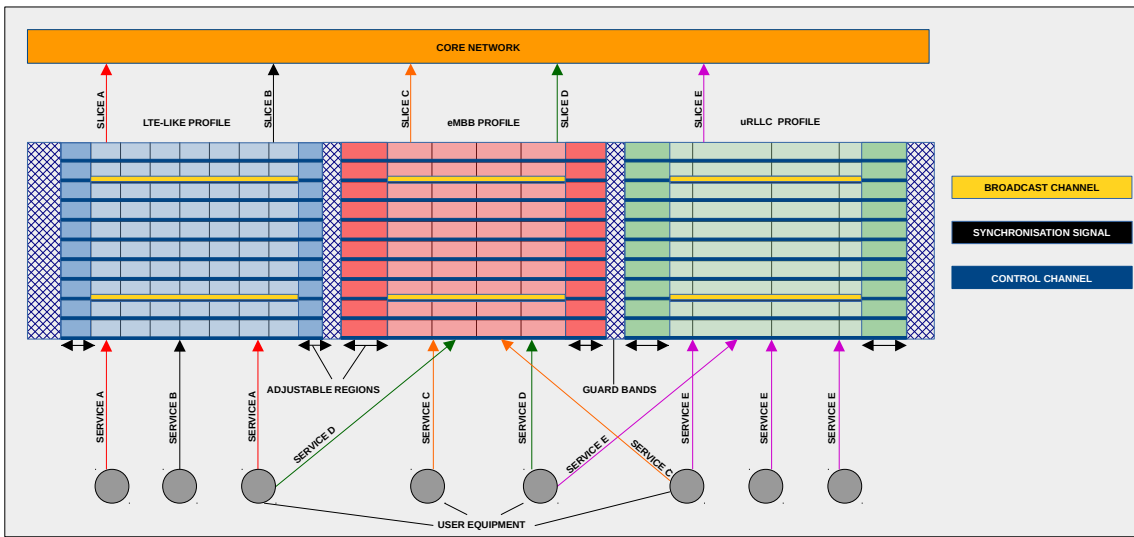 CORE NETWORK
SLICE A
SLICE B
SLICE C
SLICE D
SLICE E
LTE-LIKE PROFILE
eMBB PROFILE
uRLLC PROFILE
BROADCAST CHANNEL
SYNCHRONISATION SIGNAL
CONTROL CHANNEL
ADJUSTABLE REGIONS
GUARD BANDS
SERVICE A
SERVICE B
SERVICE A
SERVICE D
SERVICE C
SERVICE D
SERVICE E
SERVICE C
SERVICE E
SERVICE E
SERVICE E
USER EQUIPMENT